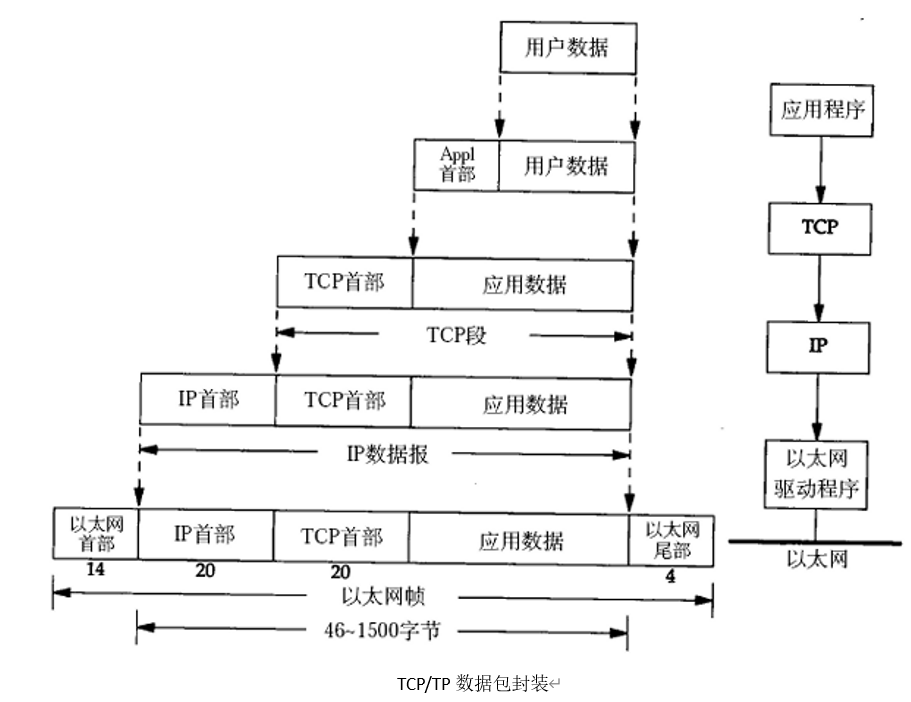 用户数据
应用程序
Appl
首部
用户数据
TCP
TCP首部
应用数据
TCP段
IP
IP首部
TCP首部
应用数据
IP数据报
以太网
驱动程序
以太网
首部
IP首部
TCP首部
应用数据
以太网
尾部
以太网
14
20
20
4
以太网帧
46~1500字节
TCP/TP 数据包封装↵